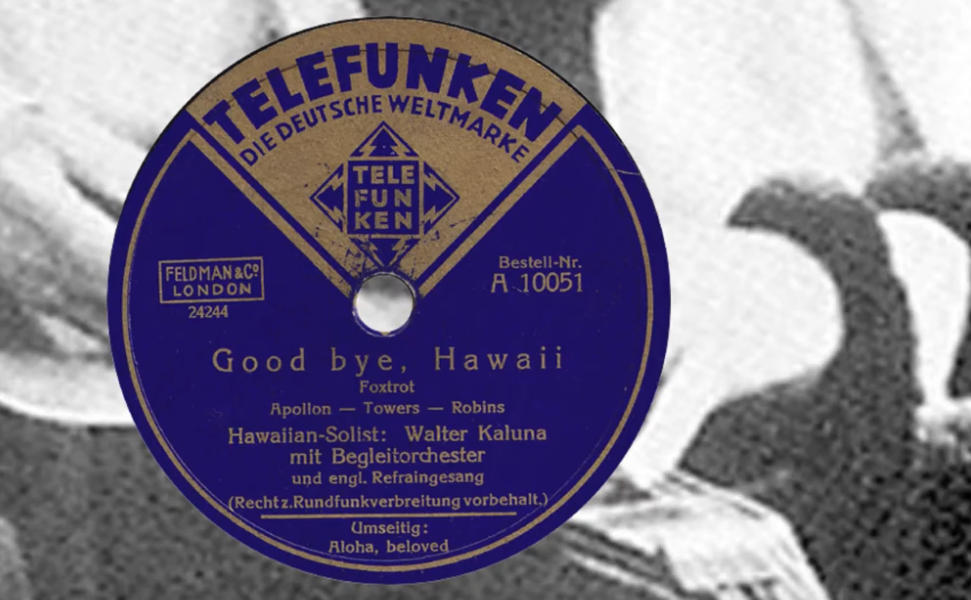 TELEFUNKEN
DIE DEUTSCHE WELTMARKE
TELE
FUN
KEN
FELDMAN & Cº
LONDON
24244
Bestell-Nr.
A 10051
Good bye, Hawaii
Foxtrot
Apollon — Towers — Robins
Hawaiian-Solist: Walter Kaluna
mit Begleitorchester
und engl. Refraingesang
(Recht z. Rundfunkverbreitung vorbehalt.)
Umseitig:
Aloha, beloved